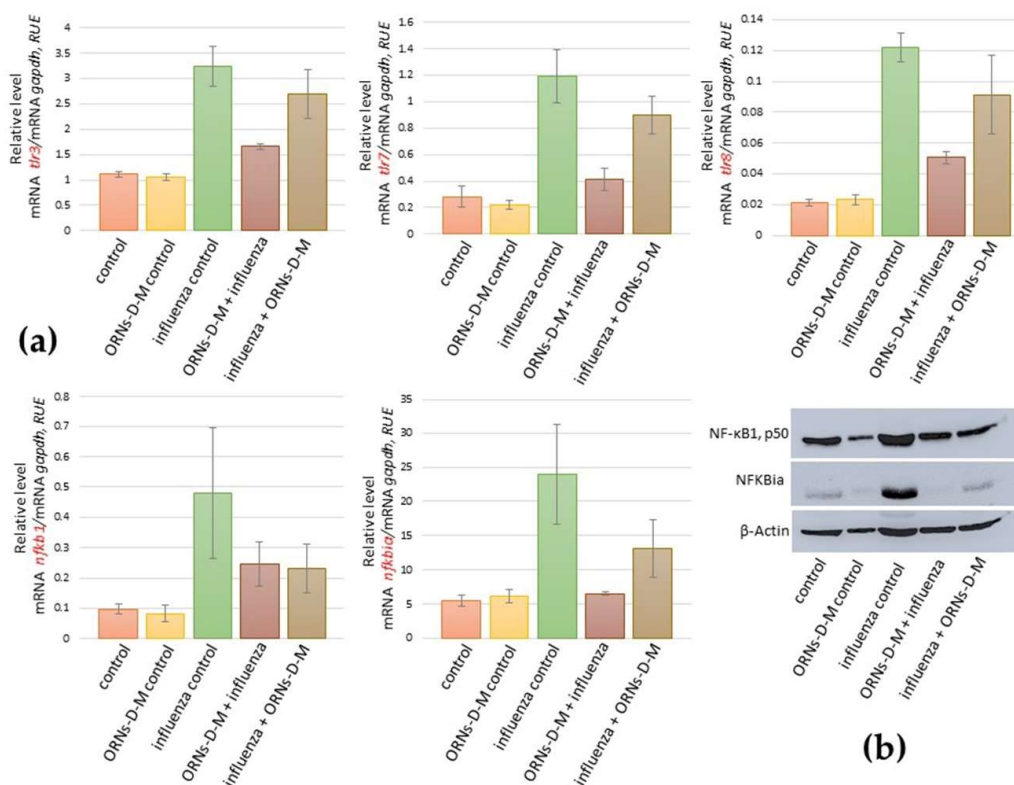 Relative level
mRNA tlr3/mRNA gapdh, RUE
4
3.5
3
2.5
2
1.5
1
0.5
0
control
ORNs-D-M control
influenza control
ORNs-D-M + influenza
influenza + ORNs-D-M
Relative level
mRNA tlr7/mRNA gapdh, RUE
1.6
1.4
1.2
1
0.8
0.6
0.4
0.2
0
control
ORNs-D-M control
influenza control
ORNs-D-M + influenza
influenza + ORNs-D-M
Relative level
mRNA tlr8/mRNA gapdh, RUE
0.14
0.12
0.1
0.08
0.06
0.04
0.02
0
control
ORNs-D-M control
influenza control
ORNs-D-M + influenza
influenza + ORNs-D-M
(a)
Relative level
mRNA nfkb1/mRNA gapdh, RUE
0.8
0.7
0.6
0.5
0.4
0.3
0.2
0.1
0
control
ORNs-D-M control
influenza control
ORNs-D-M + influenza
influenza + ORNs-D-M
Relative level
mRNA nfkbia/mRNA gapdh, RUE
35
30
25
20
15
10
5
0
control
ORNs-D-M control
influenza control
ORNs-D-M + influenza
influenza + ORNs-D-M
NF-κB1, p50
NFKBia
β-Actin
control
ORNs-D-M control
influenza control
ORNs-D-M + influenza
influenza + ORNs-D-M
(b)